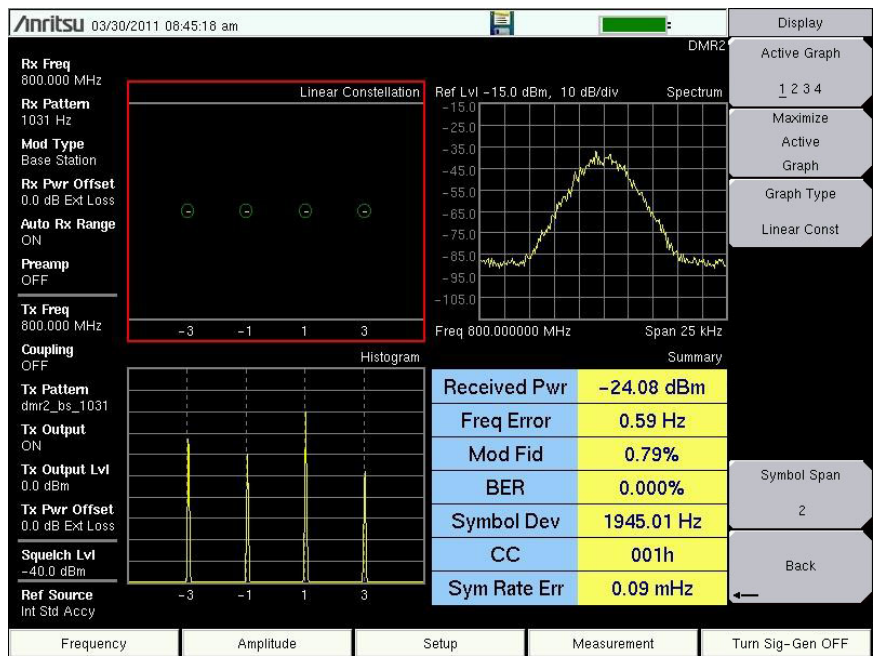 Anritsu 03/30/2011 08:45:18 am
DMR2
Rx Freq
800.000 MHz
Rx Pattern
1031 Hz
Mod Type
Base Station
Rx Pwr Offset
0.0 dB Ext Loss
Auto Rx Range
ON
Preamp
OFF
Tx Freq
800.000 MHz
Coupling
OFF
Tx Pattern
dmr2_bs_1031
Tx Output
ON
Tx Output Lvl
0.0 dBm
Tx Pwr Offset
0.0 dB Ext Loss
Squelch Lvl
-40.0 dBm
Ref Source
Int Std Accy
Linear Constellation
-3 -1 1 3
Ref Lvl -15.0 dBm, 10 dB/div Spectrum
-15.0
-25.0
-35.0
-45.0
-55.0
-65.0
-75.0
-85.0
-95.0
-105.0
Freq 800.000000 MHz Span 25 kHz
Histogram
-3 -1 1 3
Summary
Received Pwr -24.08 dBm
Freq Error 0.59 Hz
Mod Fid 0.79%
BER 0.000%
Symbol Dev 1945.01 Hz
CC 001h
Sym Rate Err 0.09 mHz
Display
Active Graph
1 2 3 4
Maximize
Active
Graph
Graph Type
Linear Const
Symbol Span
2
Back
Frequency Amplitude Setup Measurement Turn Sig-Gen OFF